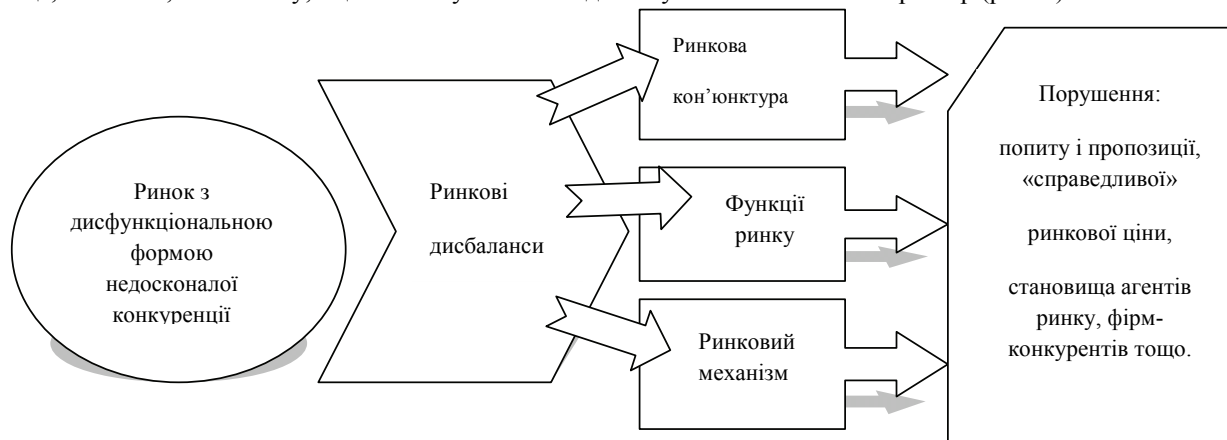 Ринок з
дисфункціональною
формою
недосконалої
конкуренції
Ринкові
дисбаланси
Ринкова
кон’юнктура
Функції
ринку
Ринковий
механізм
Порушення:
попиту і пропозиції,
«справедливої»
ринкової ціни,
становища агентів
ринку, фірм-
конкурентів тощо.